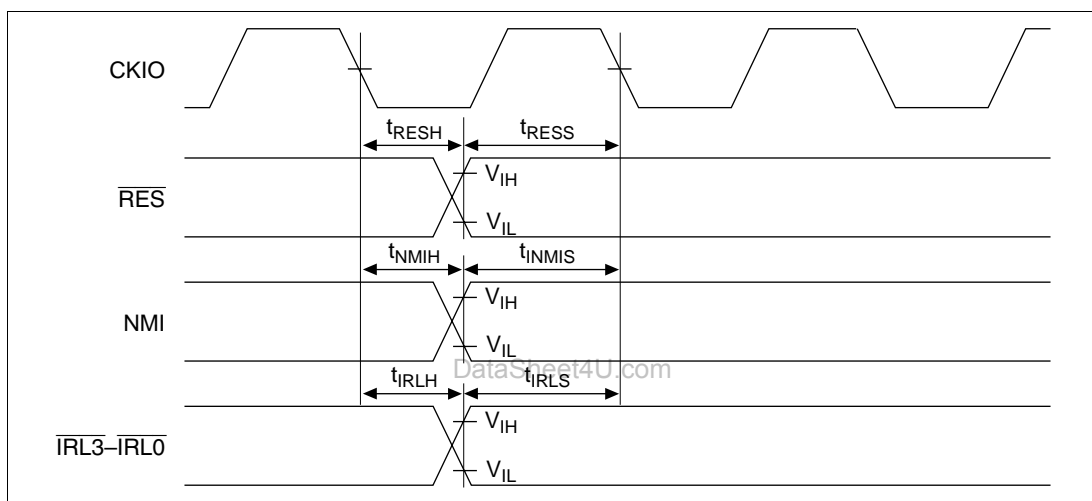 CKIO
tRESH tRESS
RES
VIH
VIL
tNMIH tINMIS
NMI
VIH
VIL
DataSheet4U.com
tIRLH tIRLS
IRL3–IRL0
VIH
VIL